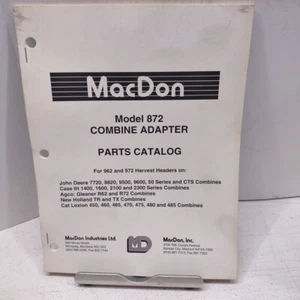 MacDon
Model 872
COMBINE ADAPTER
PARTS CATALOG
For 962 and 972 Harvest Headers on:
John Deere 7720, 8820, 9500, 9600, 50 Series and CTS Combines
Case IH 1400, 1600, 2100 and 2300 Series Combines
Agco: Gleaner R62 and R72 Combines
New Holland TR and TX Combines
Cat Lexion 450, 460, 465, 470, 475, 480 and 485 Combines
MacDon Industries Ltd.
MacDon, Inc.